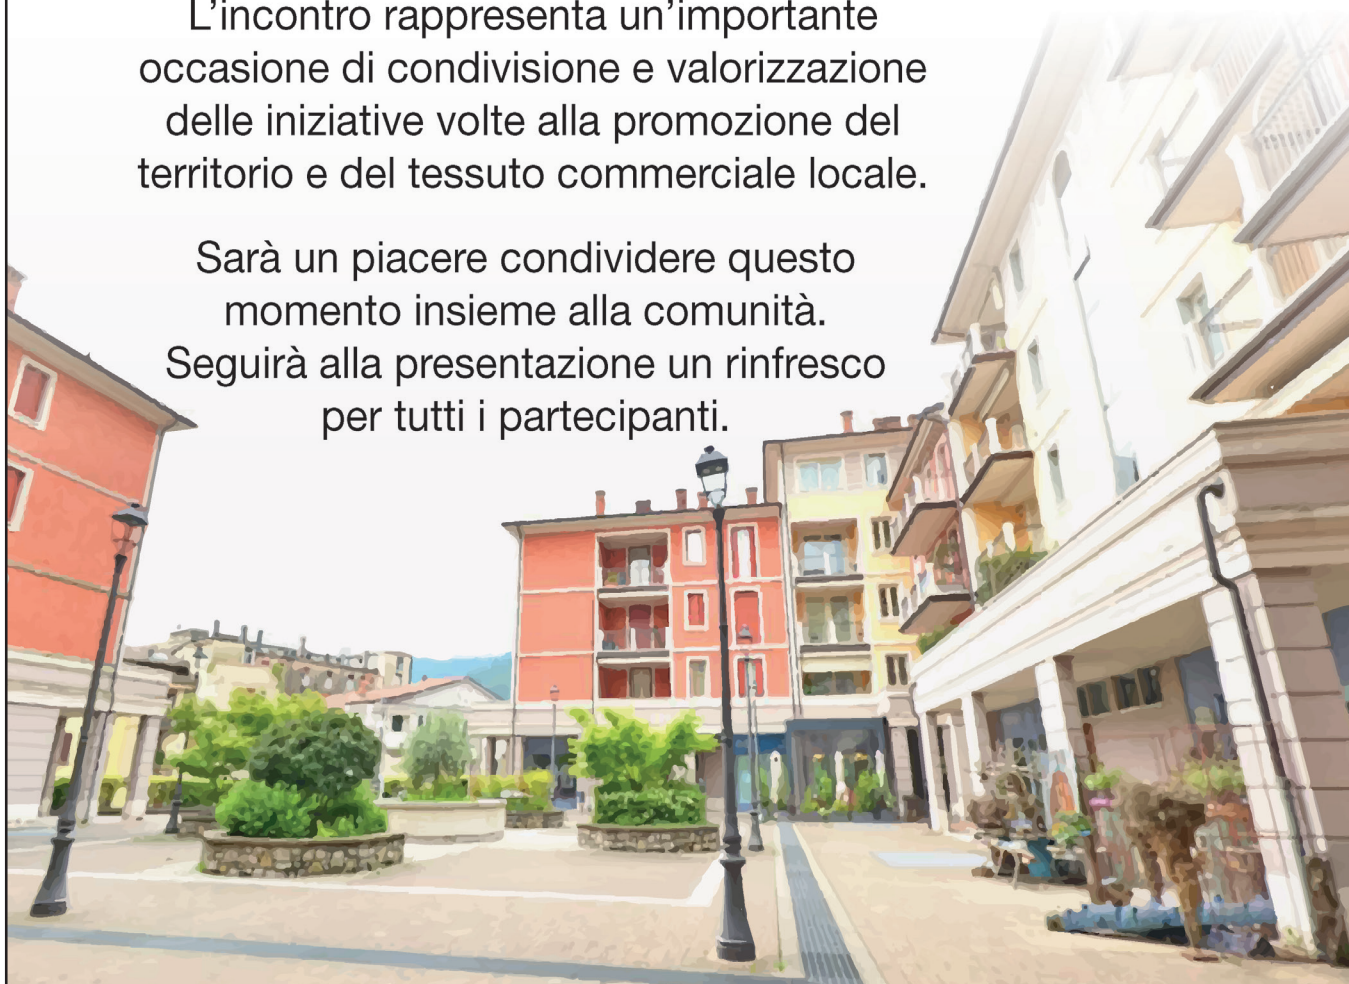 L'incontro rappresenta un'importante
occasione di condivisione e valorizzazione
delle iniziative volte alla promozione del
territorio e del tessuto commerciale locale.
Sarà un piacere condividere questo
momento insieme alla comunità.
Seguirà alla presentazione un rinfresco
per tutti i partecipanti.